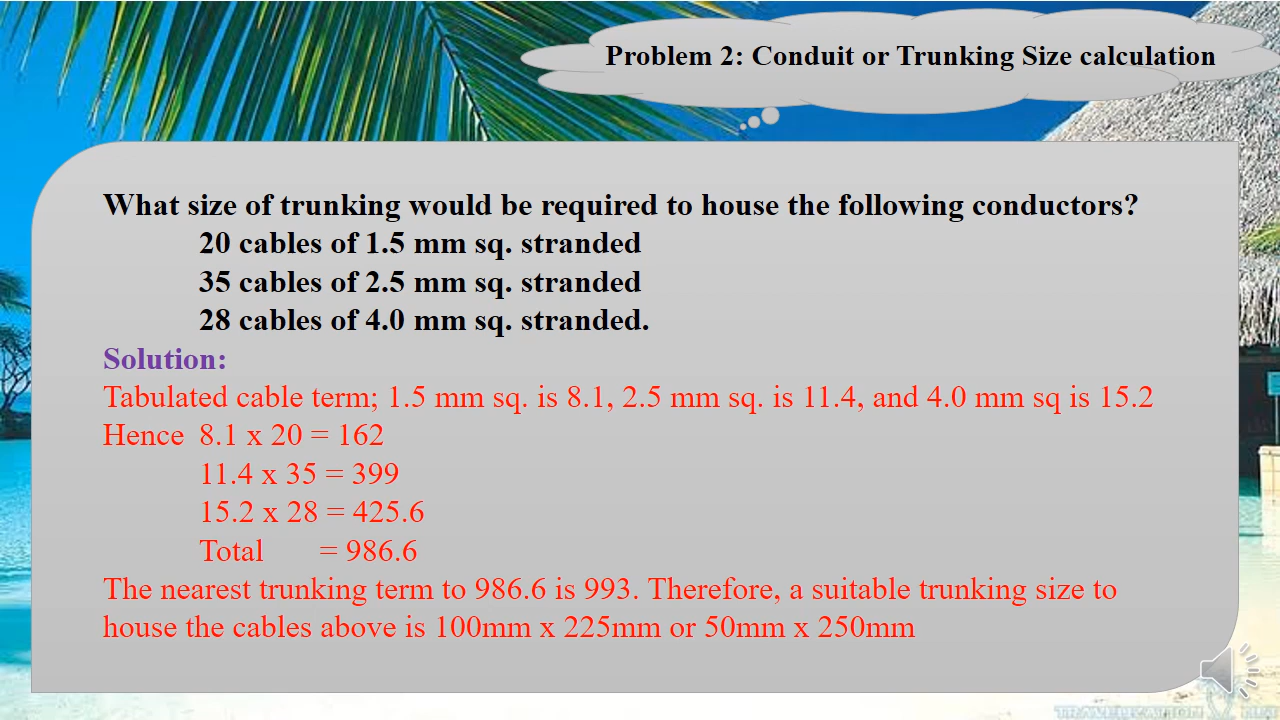 Problem 2: Conduit or Trunking Size calculation
What size of trunking would be required to house the following conductors?
20 cables of 1.5 mm sq. stranded
35 cables of 2.5 mm sq. stranded
28 cables of 4.0 mm sq. stranded.
Solution:
Tabulated cable term; 1.5 mm sq. is 8.1, 2.5 mm sq. is 11.4, and 4.0 mm sq is 15.2
Hence 8.1 x 20 = 162
11.4 x 35 = 399
15.2 x 28 = 425.6
Total = 986.6
The nearest trunking term to 986.6 is 993. Therefore, a suitable trunking size to
house the cables above is 100mm x 225mm or 50mm x 250mm